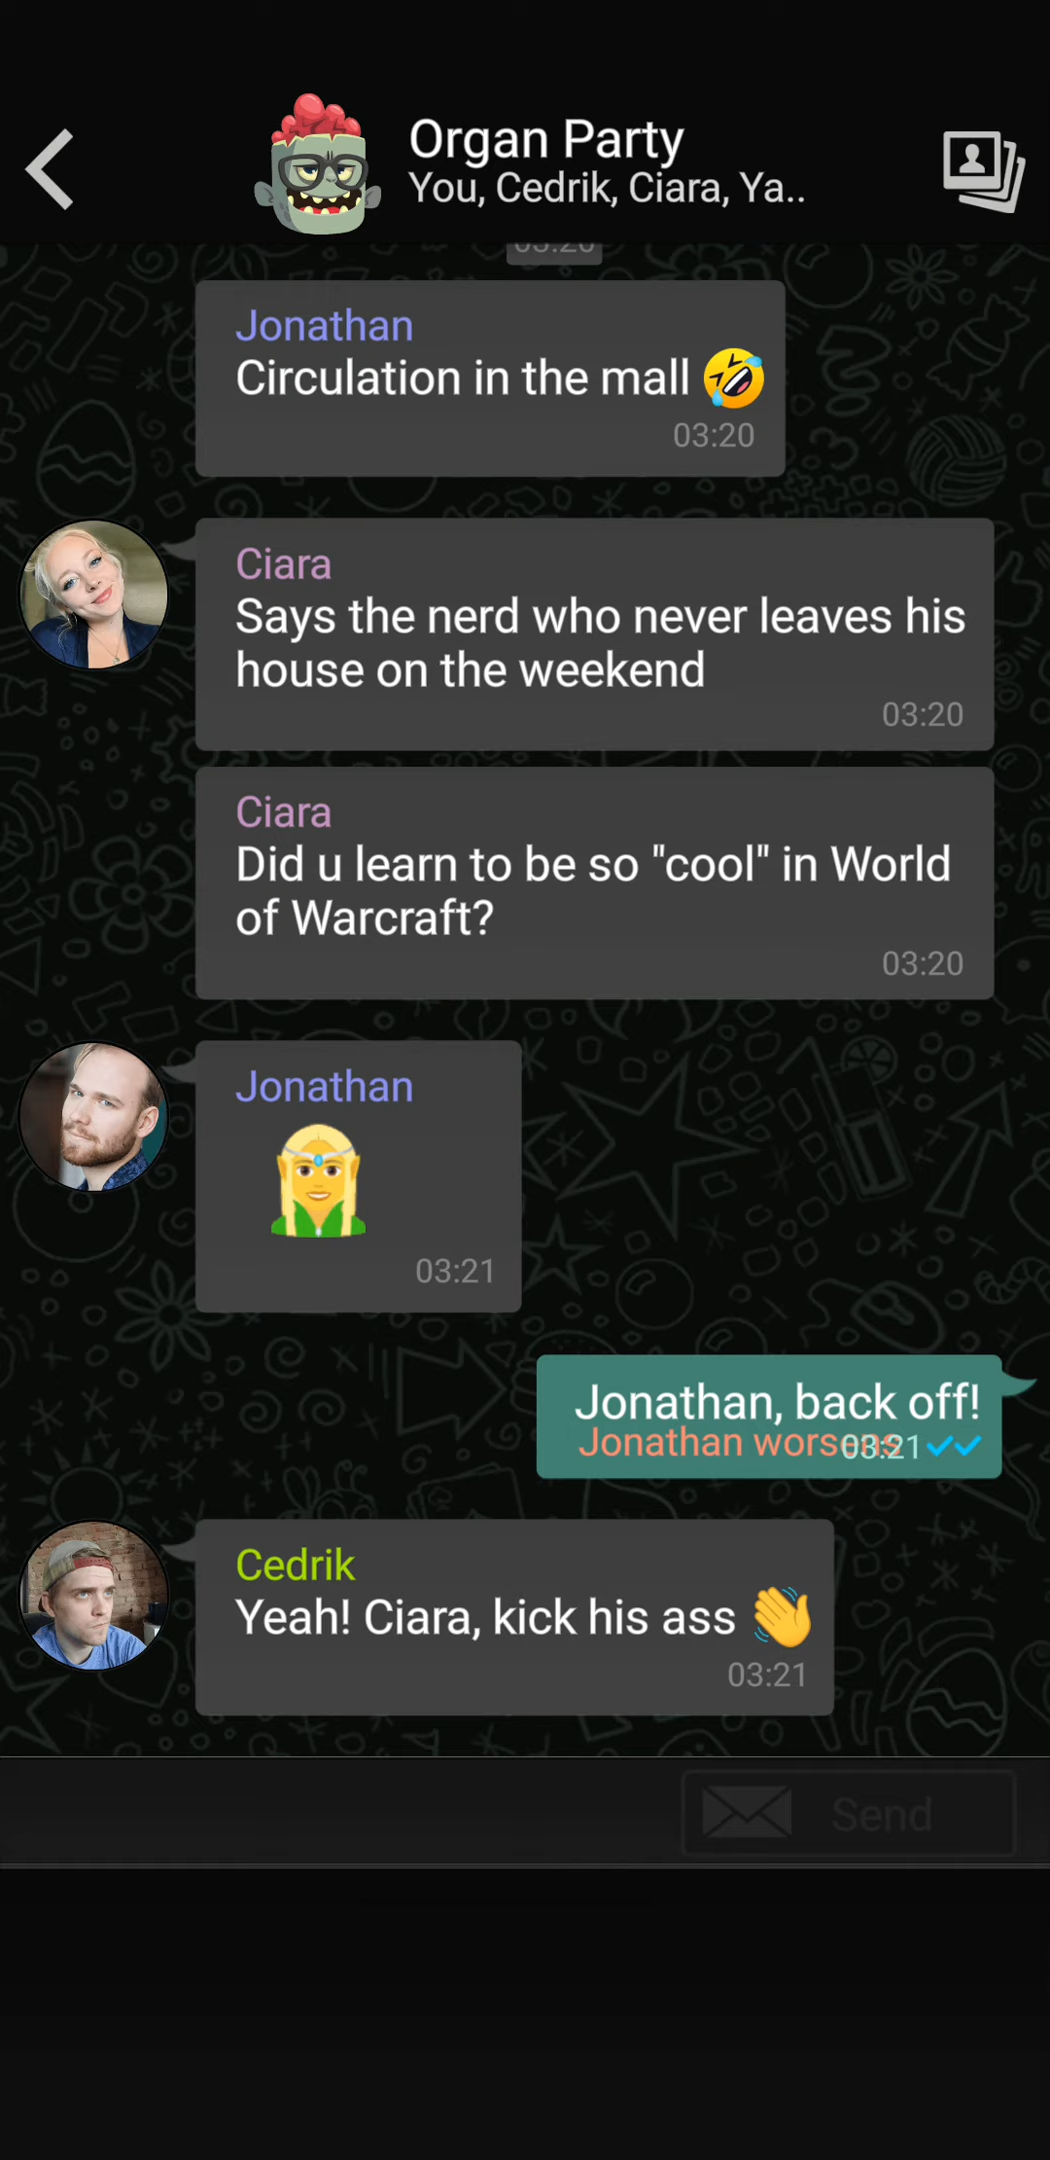 Organ Party
You, Cedrik, Ciara, Ya..
03:20
Jonathan
Circulation in the mall 🤣
03:20
Ciara
Says the nerd who never leaves his
house on the weekend
03:20
Ciara
Did u learn to be so "cool" in World
of Warcraft?
03:20
Jonathan
03:21
Jonathan, back off!
Jonathan worsens
03:21
Cedrik
Yeah! Ciara, kick his ass 👋
03:21
Send